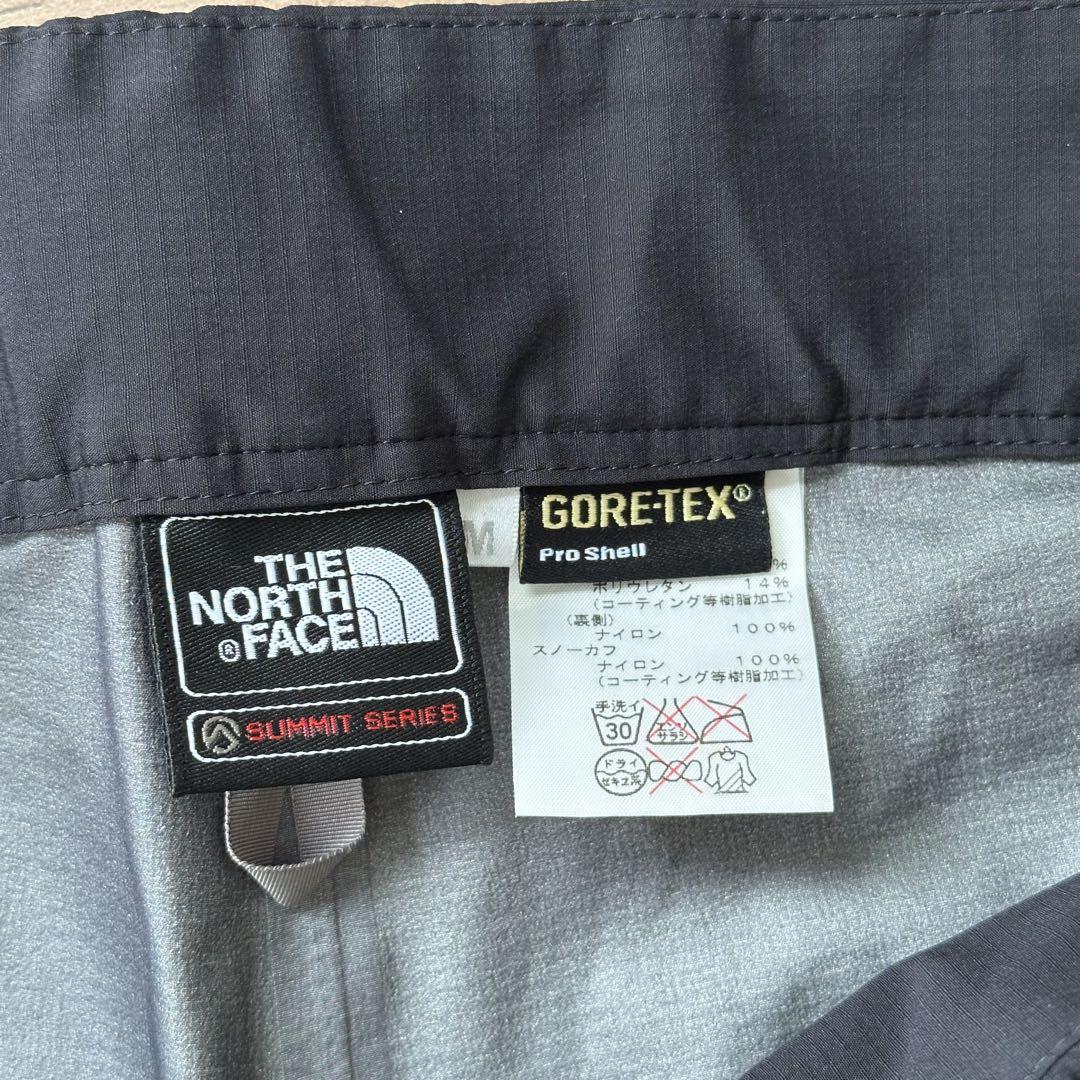 THE
NORTH
FACE®
SUMMIT SERIES
M
GORE-TEX®
Pro Shell
%
ポリウレタン 14%
(コーティング等樹脂加工)
(裏側)
ナイロン 100%
スノーカフ
ナイロン 100%
(コーティング等樹脂加工)
手洗イ
30
サラシ
ドライ
セキユ系